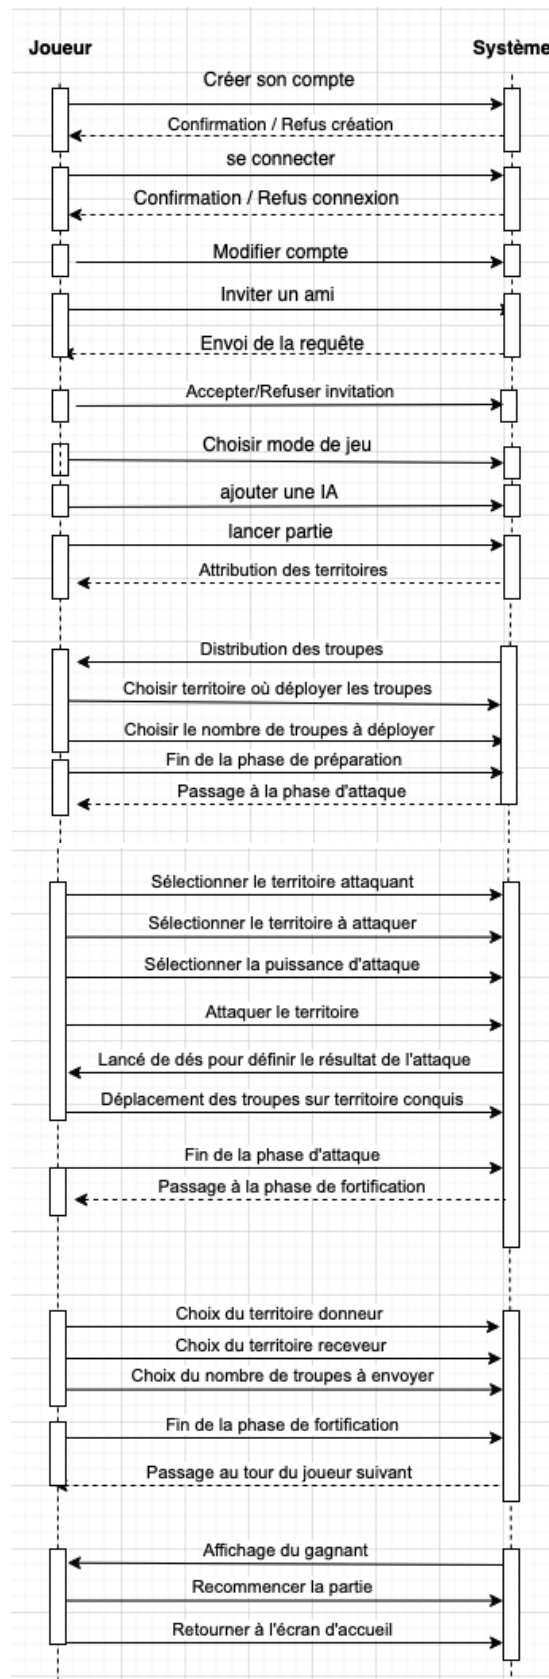 Joueur
Système
Créer son compte
Confirmation / Refus création
se connecter
Confirmation / Refus connexion
Modifier compte
Inviter un ami
Envoi de la requête
Accepter/Refuser invitation
Choisir mode de jeu
ajouter une IA
lancer partie
Attribution des territoires
Distribution des troupes
Choisir territoire où déployer les troupes
Choisir le nombre de troupes à déployer
Fin de la phase de préparation
Passage à la phase d'attaque
Sélectionner le territoire attaquant
Sélectionner le territoire à attaquer
Sélectionner la puissance d'attaque
Attaquer le territoire
Lancé de dés pour définir le résultat de l'attaque
Déplacement des troupes sur territoire conquis
Fin de la phase d'attaque
Passage à la phase de fortification
Choix du territoire donneur
Choix du territoire receveur
Choix du nombre de troupes à envoyer
Fin de la phase de fortification
Passage au tour du joueur suivant
Affichage du gagnant
Recommencer la partie
Retourner à l'écran d'accueil